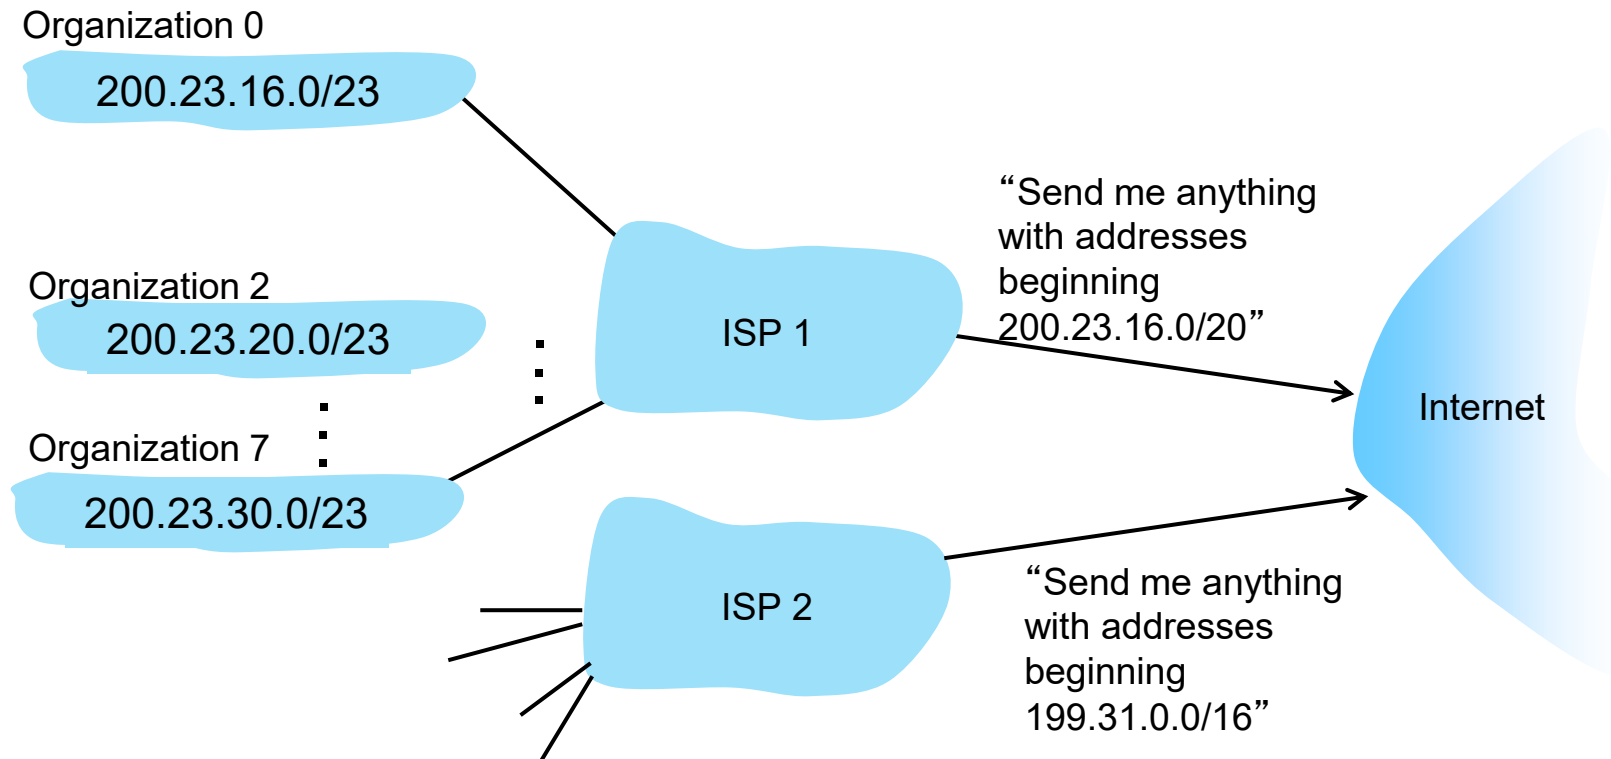 Organization 0
200.23.16.0/23
Organization 2
200.23.20.0/23
Organization 7
200.23.30.0/23
ISP 1
“Send me anything
with addresses
beginning
200.23.16.0/20”
Internet
ISP 2
“Send me anything
with addresses
beginning
199.31.0.0/16”